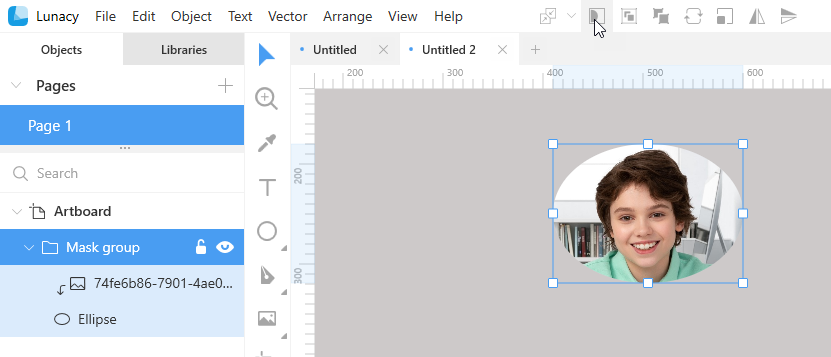 Lunacy File Edit Object Text Vector Arrange View Help
Objects Libraries Untitled Untitled 2
200 300 400 500 600
Pages
Page 1
Search
200
Artboard
Mask group
300
74fe6b86-7901-4ae0...
Ellipse